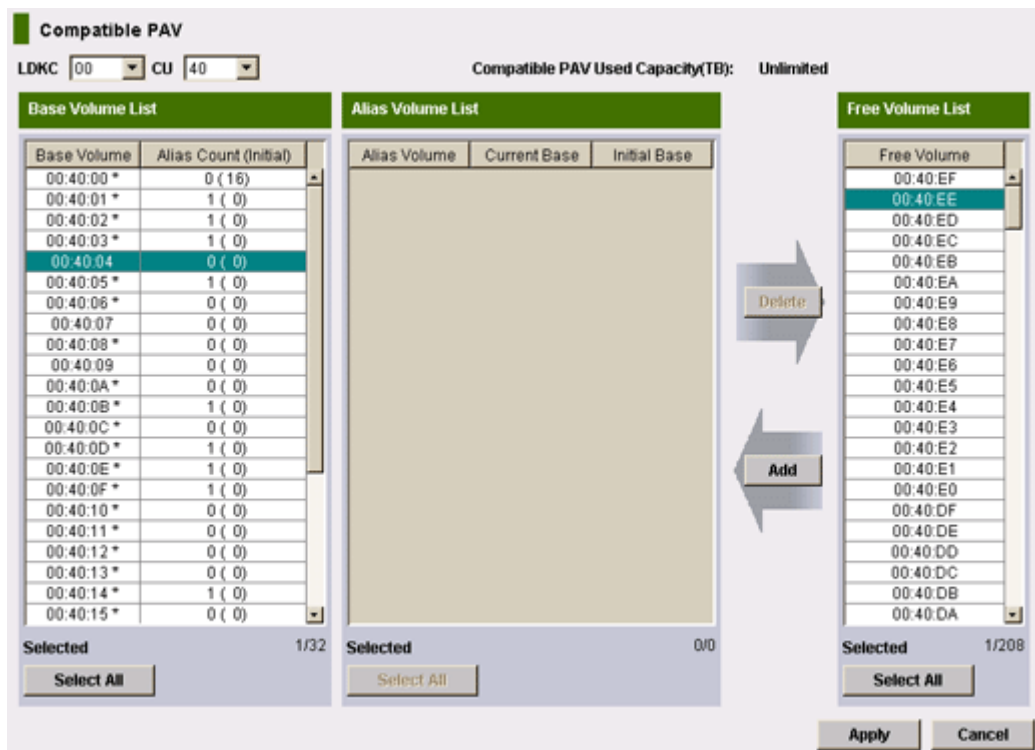 Compatible PAV
LDKC 00 CU 40 Compatible PAV Used Capacity(TB): Unlimited
Base Volume List
Base Volume Alias Count (Initial)
00:40:00 * 0 ( 16)
00:40:01 * 1 ( 0)
00:40:02 * 1 ( 0)
00:40:03 * 1 ( 0)
00:40:04 0 ( 0)
00:40:05 * 1 ( 0)
00:40:06 * 0 ( 0)
00:40:07 0 ( 0)
00:40:08 * 0 ( 0)
00:40:09 0 ( 0)
00:40:0A * 0 ( 0)
00:40:0B * 1 ( 0)
00:40:0C * 0 ( 0)
00:40:0D * 1 ( 0)
00:40:0E * 1 ( 0)
00:40:0F * 1 ( 0)
00:40:10 * 0 ( 0)
00:40:11 * 0 ( 0)
00:40:12 * 0 ( 0)
00:40:13 * 0 ( 0)
00:40:14 * 1 ( 0)
00:40:15 * 0 ( 0)
Selected 1/32
Select All
Alias Volume List
Alias Volume Current Base Initial Base
Selected 0/0
Select All
Delete
Add
Free Volume List
Free Volume
00:40:EF
00:40:EE
00:40:ED
00:40:EC
00:40:EB
00:40:EA
00:40:E9
00:40:E8
00:40:E7
00:40:E6
00:40:E5
00:40:E4
00:40:E3
00:40:E2
00:40:E1
00:40:E0
00:40:DF
00:40:DE
00:40:DD
00:40:DC
00:40:DB
00:40:DA
Selected 1/208
Select All
Apply Cancel